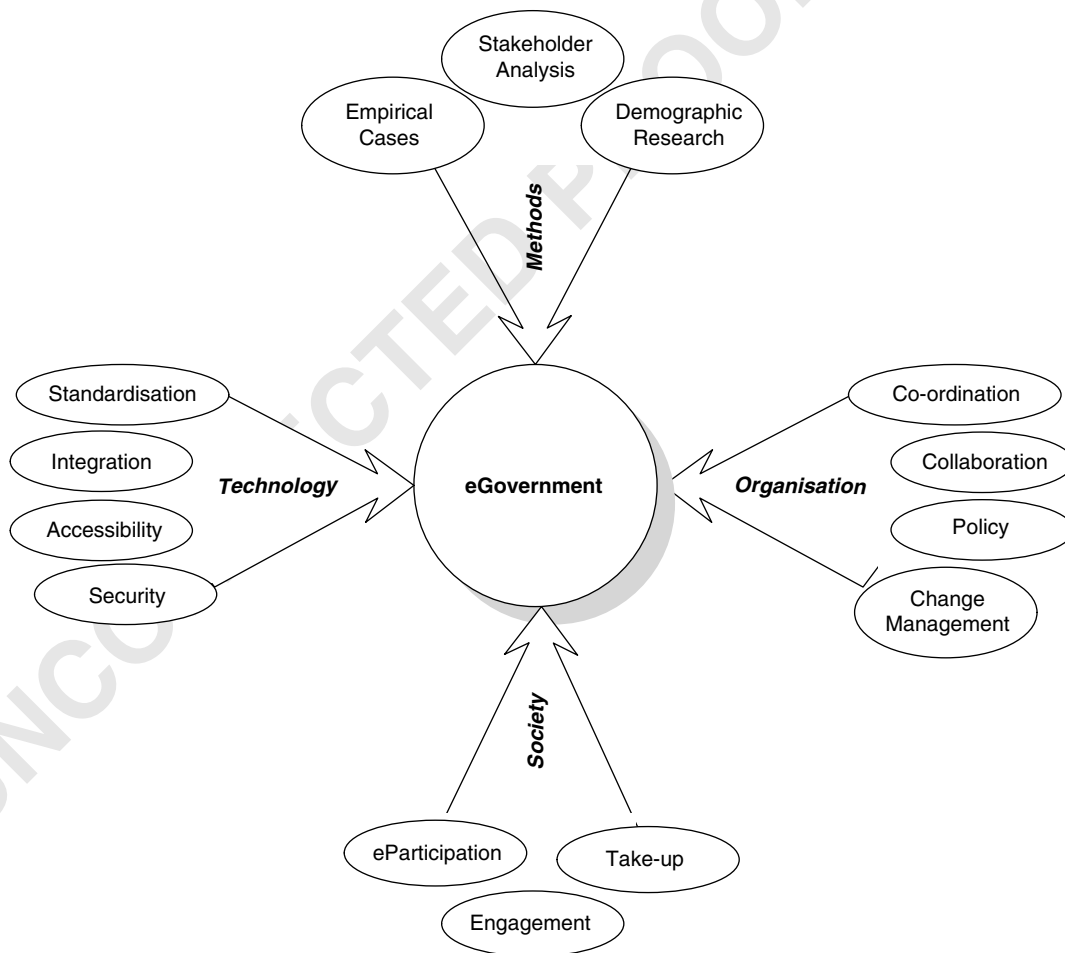 Stakeholder
Analysis
Empirical
Cases
Demographic
Research
Methods
Standardisation
Integration
Accessibility
Security
Technology
eGovernment
Organisation
Co-ordination
Collaboration
Policy
Change
Management
Society
eParticipation
Take-up
Engagement